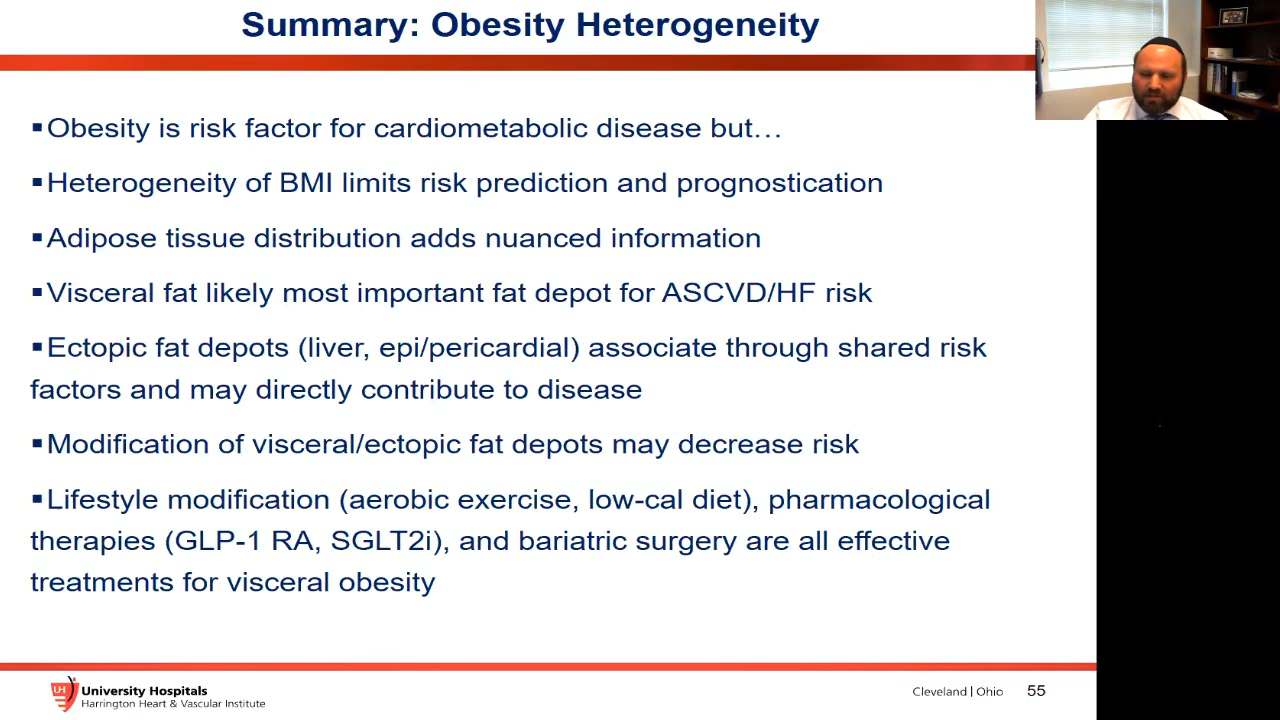 Summary: Obesity Heterogeneity
▪Obesity is risk factor for cardiometabolic disease but…
▪Heterogeneity of BMI limits risk prediction and prognostication
▪Adipose tissue distribution adds nuanced information
▪Visceral fat likely most important fat depot for ASCVD/HF risk
▪Ectopic fat depots (liver, epi/pericardial) associate through shared risk
factors and may directly contribute to disease
▪Modification of visceral/ectopic fat depots may decrease risk
▪Lifestyle modification (aerobic exercise, low-cal diet), pharmacological
therapies (GLP-1 RA, SGLT2i), and bariatric surgery are all effective
treatments for visceral obesity
UH University Hospitals
Harrington Heart & Vascular Institute
Cleveland | Ohio 55